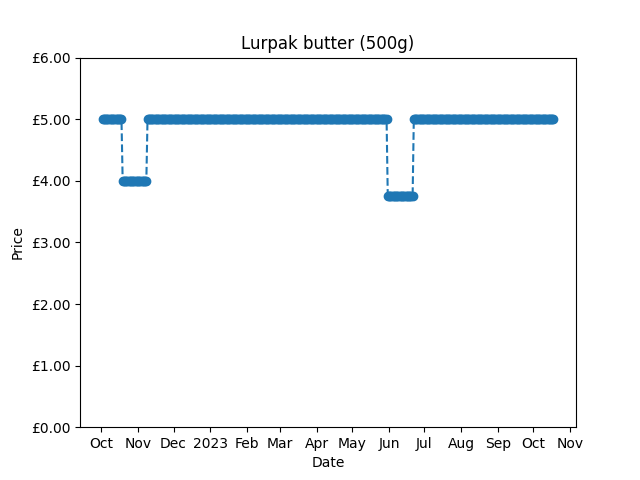 Lurpak butter (500g)
£6.00
£5.00
£4.00
£3.00
£2.00
£1.00
£0.00
Price
Oct Nov Dec 2023 Feb Mar Apr May Jun Jul Aug Sep Oct Nov
Date